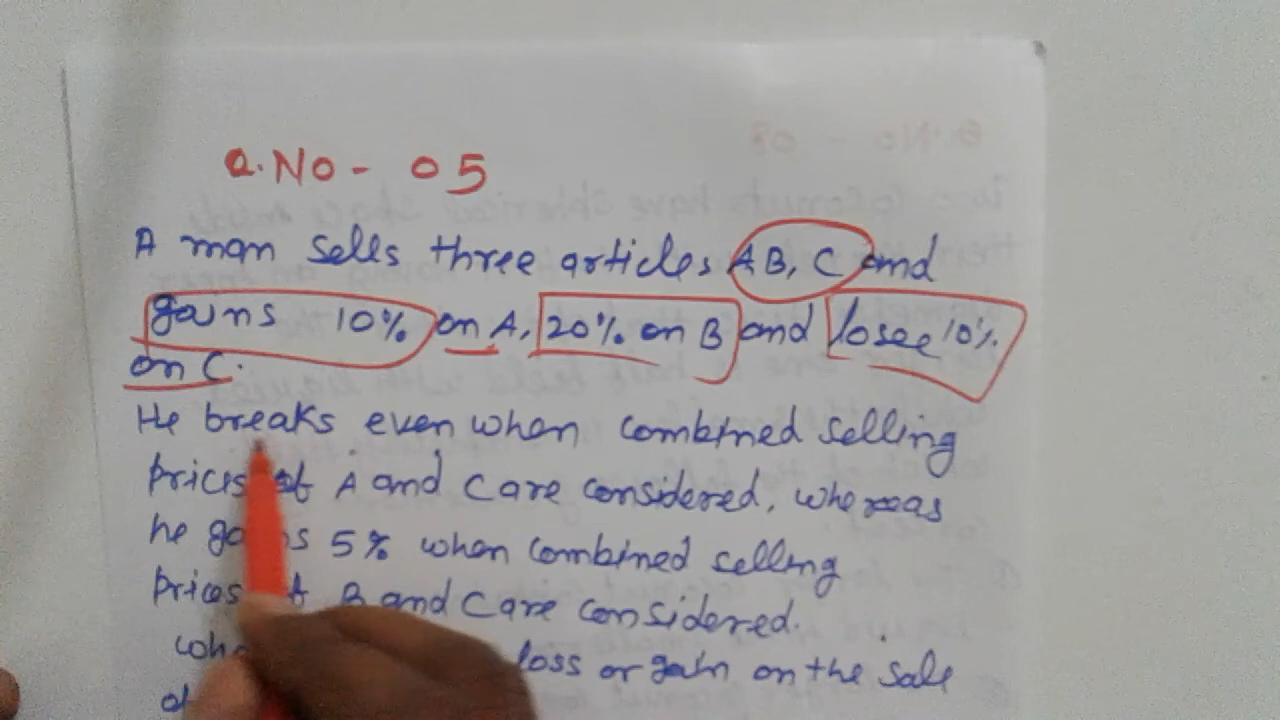 Q.No - 05
A man sells three articles A B, C and
gains 10% on A, 20% on B and losee 10%
on C.
He breaks even when combined selling
Prices of A and C are considered, whereas
he gains 5% when combined selling
Prices of B and C are considered.
loss or gain on the sale